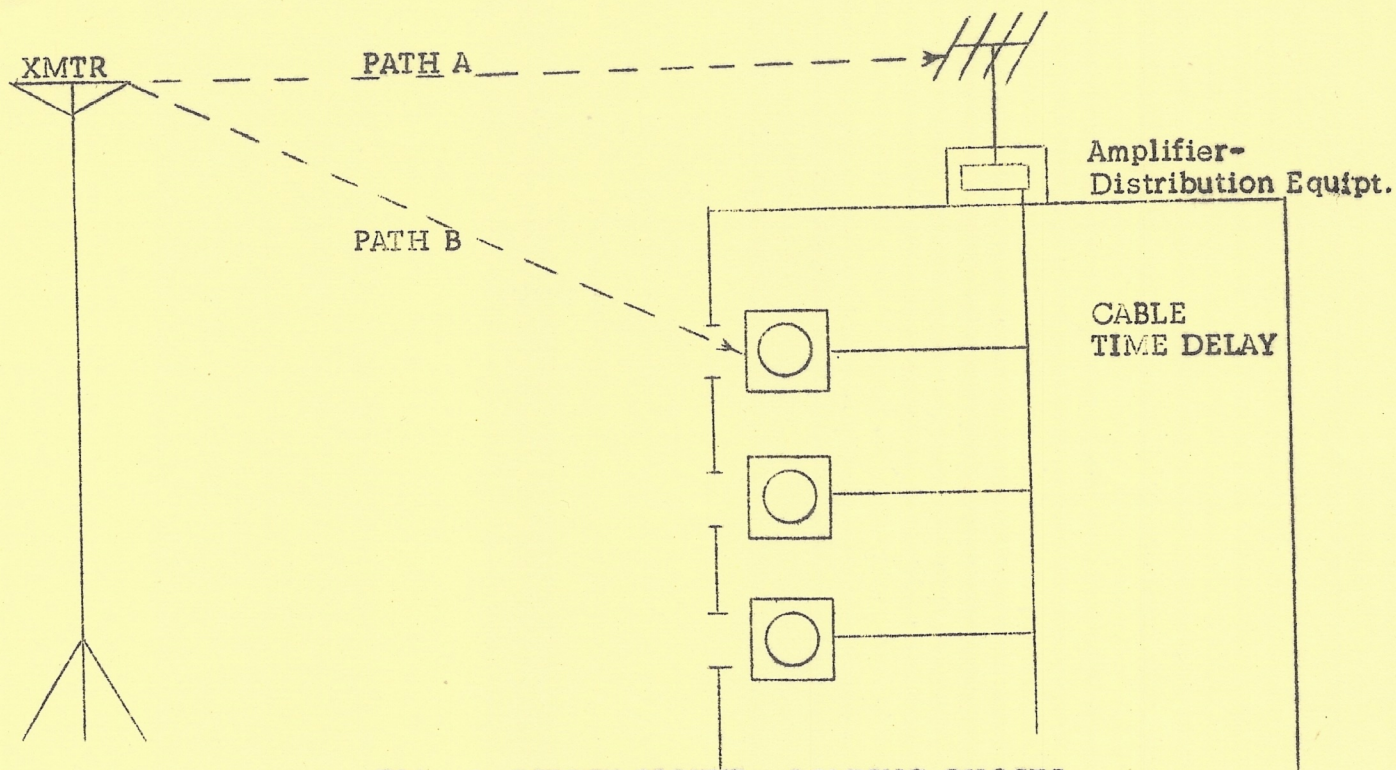 XMTR
PATH A
Amplifier-
Distribution Equipt.
PATH B
CABLE
TIME DELAY